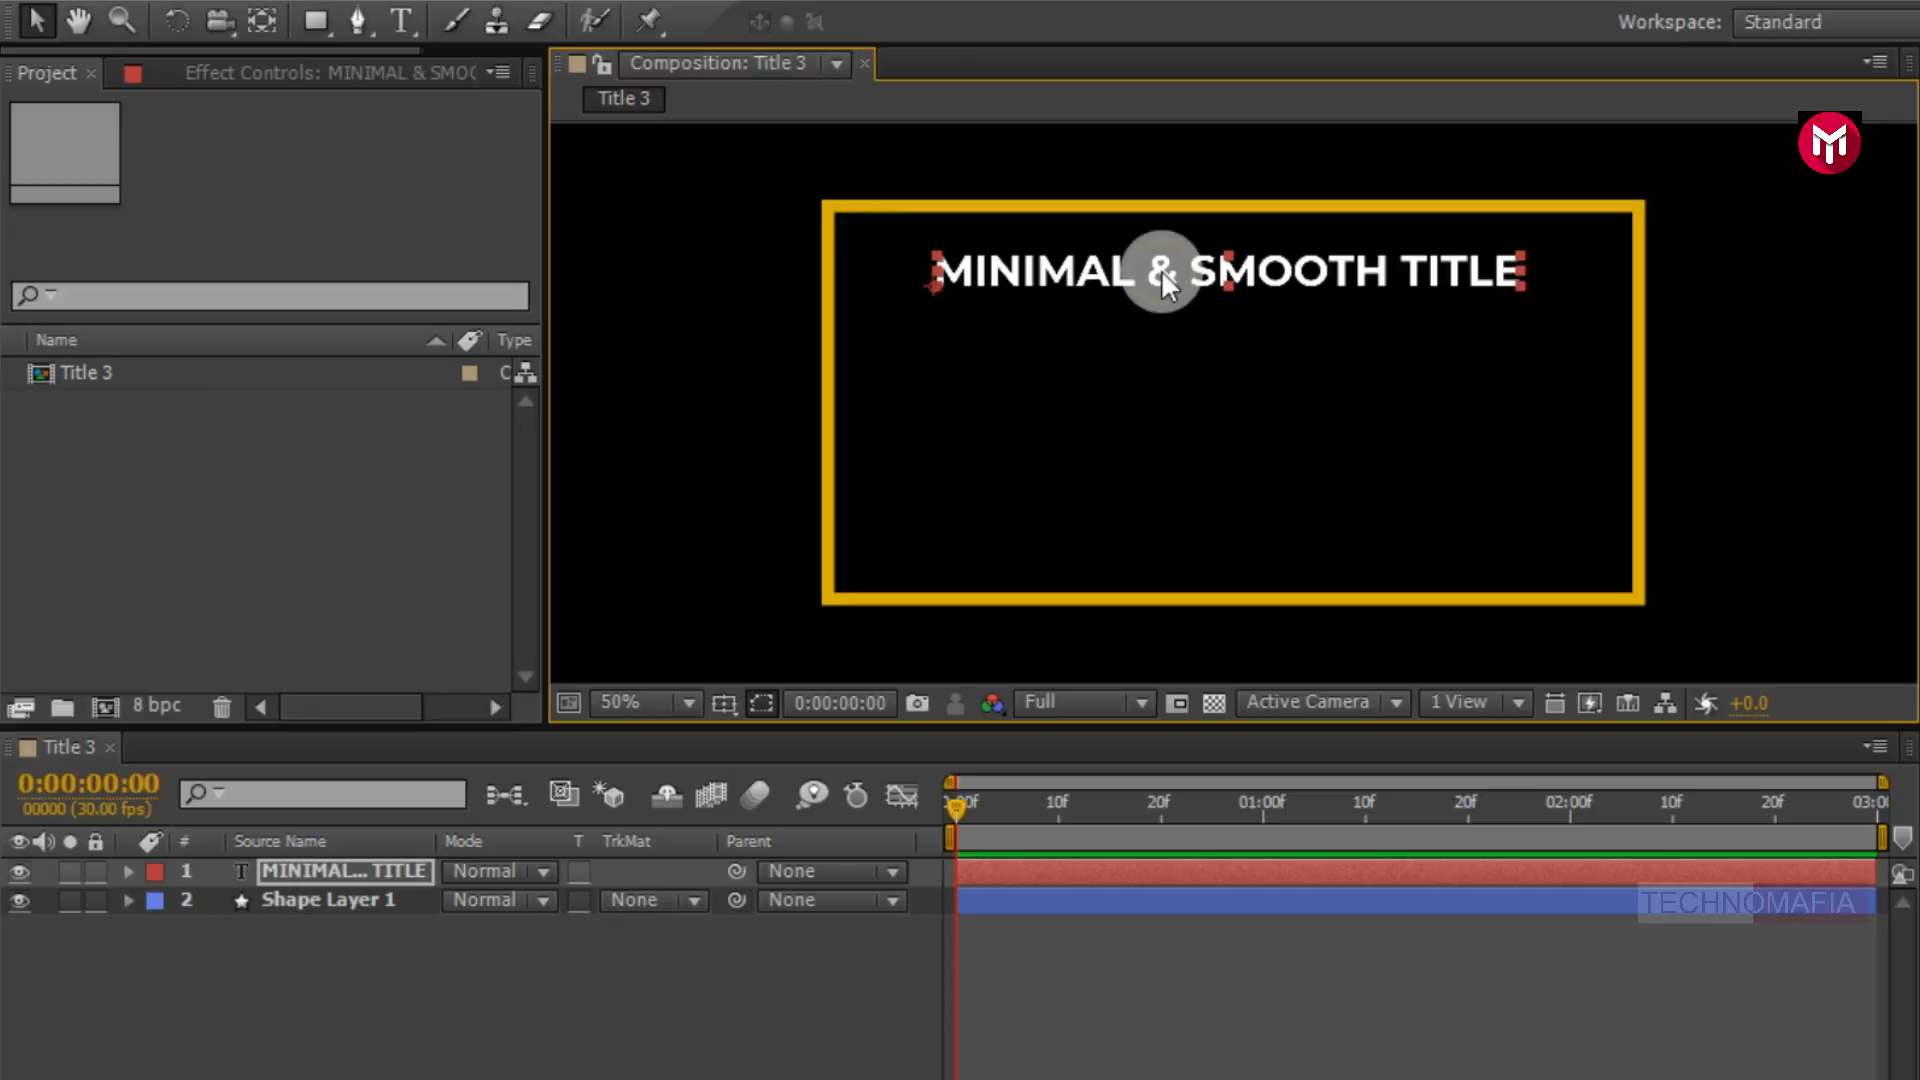 Workspace: Standard
Project
Effect Controls: MINIMAL & SMOO
Composition: Title 3
Title 3
MINIMAL & SMOOTH TITLE
Name
Type
Title 3
C
8 bpc
50%
0:00:00:00
Full
Active Camera
1 View
+0.0
Title 3
0:00:00:00
00000 (30.00 fps)
:00f 10f 20f 01:00f 10f 20f 02:00f 10f 20f 03:0
# Source Name Mode T TrkMat Parent
1 T MINIMAL... TITLE Normal None
2 Shape Layer 1 Normal None None
TECHNOMAFIA